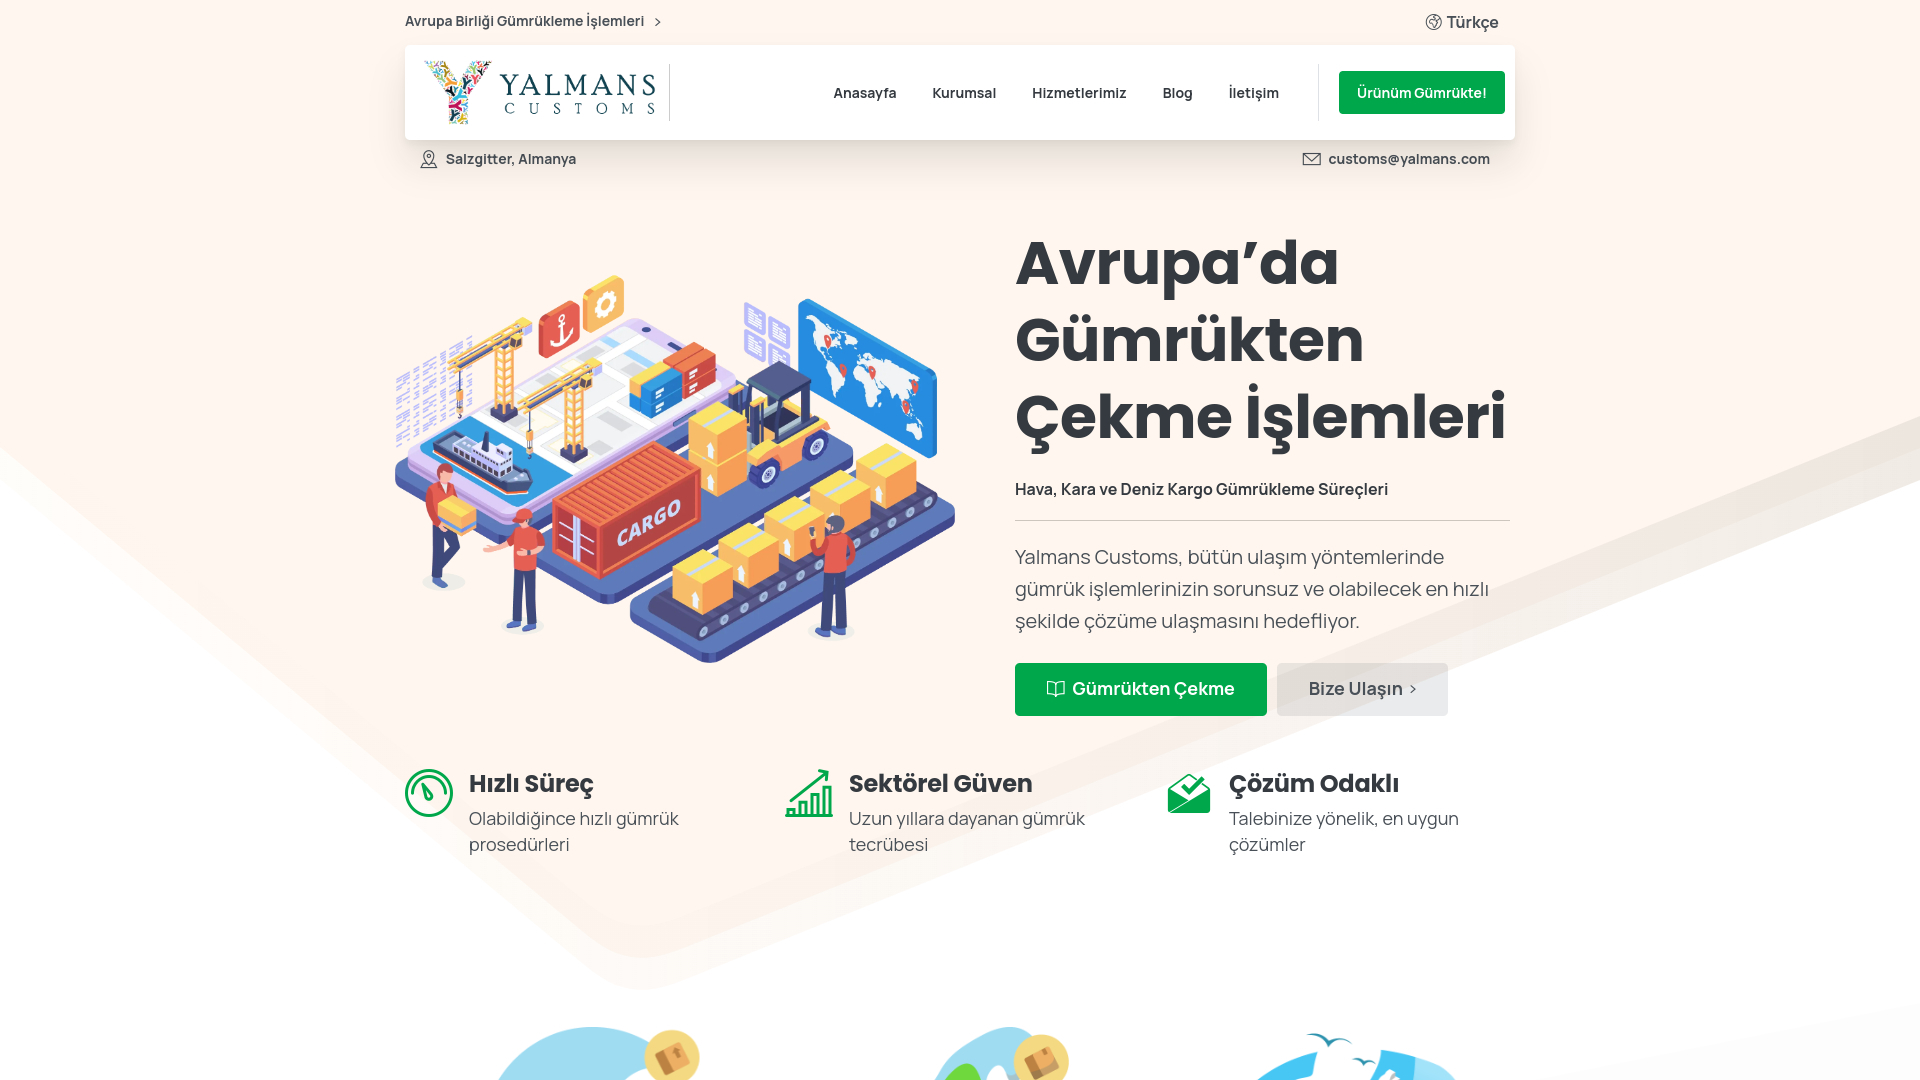 Avrupa Birliği Gümrükleme İşlemleri
Türkçe
YALMANS
CUSTOMS
Anasayfa
Kurumsal
Hizmetlerimiz
Blog
İletişim
Ürünüm Gümrükte!
Salzgitter, Almanya
customs@yalmans.com
Avrupa’da
Gümrükten
Çekme İşlemleri
Hava, Kara ve Deniz Kargo Gümrükleme Süreçleri
Yalmans Customs, bütün ulaşım yöntemlerinde
gümrük işlemlerinizin sorunsuz ve olabilecek en hızlı
şekilde çözüme ulaşmasını hedefliyor.
Gümrükten Çekme
Bize Ulaşın
CARGO
Hızlı Süreç
Olabildiğince hızlı gümrük
prosedürleri
Sektörel Güven
Uzun yıllara dayanan gümrük
tecrübesi
Çözüm Odaklı
Talebinize yönelik, en uygun
çözümler